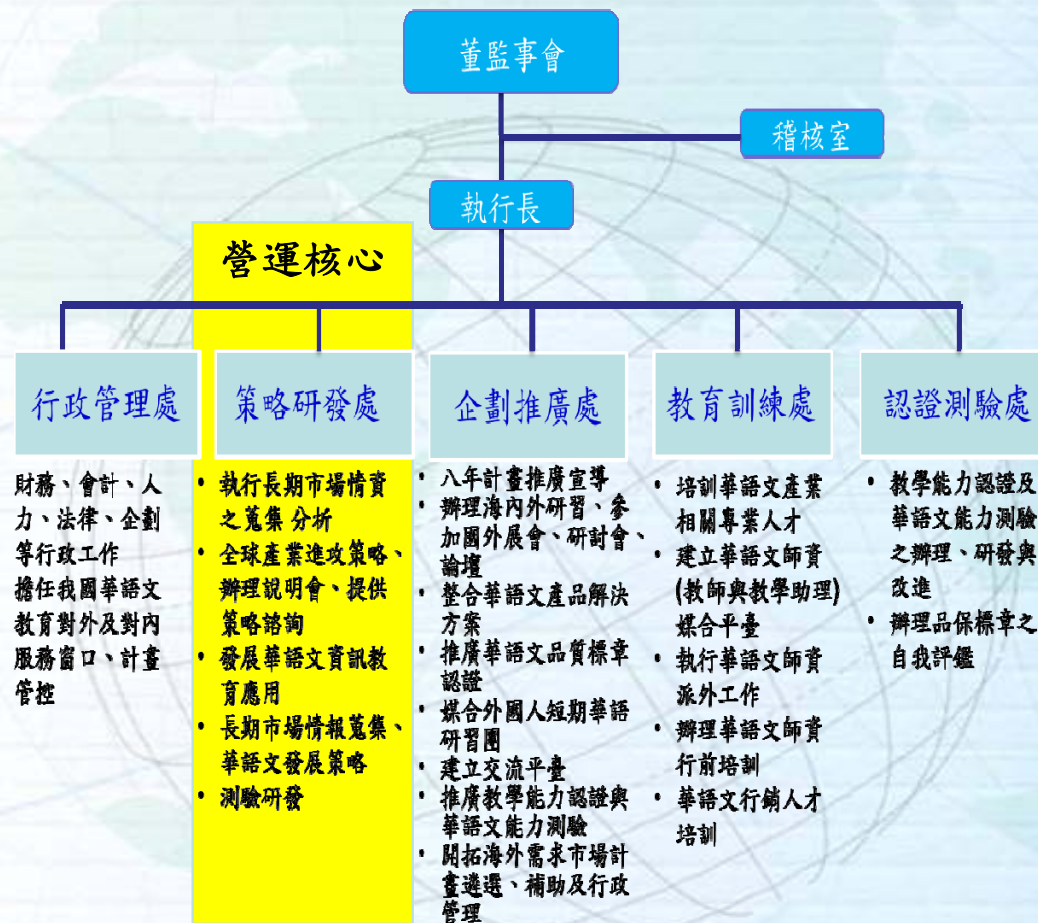 董監事會
稽核室
執行長
營運核心
行政管理處
財務、會計、人
力、法律、企劃
等行政工作
擔任我國華語文
教育對外及對內
服務窗口、計畫
管控
策略研發處
• 執行長期市場情資
之蒐集 分析
• 全球產業進攻策略、
辦理說明會、提供
策略諮詢
• 發展華語文資訊教
育應用
• 長期市場情報蒐集、
華語文發展策略
• 測驗研發
企劃推廣處
• 八年計畫推廣宣導
• 辦理海內外研習、參
加國外展會、研討會、
論壇
• 整合華語文產品解決
方案
• 推廣華語文品質標章
認證
• 媒合外國人短期華語
研習團
• 建立交流平臺
• 推廣教學能力認證與
華語文能力測驗
• 開拓海外需求市場計
畫遴選、補助及行政
管理
教育訓練處
• 培訓華語文產業
相關專業人才
• 建立華語文師資
(教師與教學助理)
媒合平臺
• 執行華語文師資
派外工作
• 辦理華語文師資
行前培訓
• 華語文行銷人才
培訓
認證測驗處
• 教學能力認證及
華語文能力測驗
之辦理、研發與
改進
• 辦理品保標章之
自我評鑑